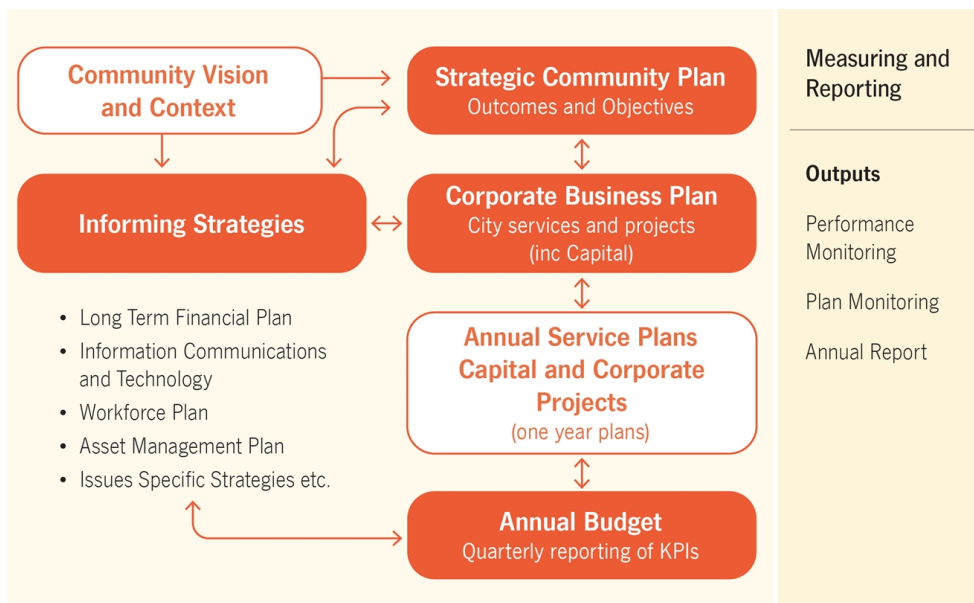 Community Vision
and Context
Strategic Community Plan
Outcomes and Objectives
Informing Strategies
Corporate Business Plan
City services and projects
(inc Capital)
• Long Term Financial Plan
• Information Communications
and Technology
• Workforce Plan
• Asset Management Plan
• Issues Specific Strategies etc.
Annual Service Plans
Capital and Corporate
Projects
(one year plans)
Annual Budget
Quarterly reporting of KPIs
Measuring and
Reporting
Outputs
Performance
Monitoring
Plan Monitoring
Annual Report